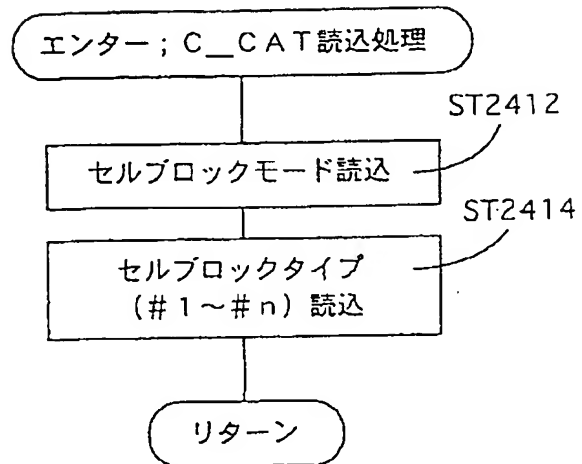 エンター；C＿CAT読込処理
ST2412
セルブロックモード読込
ST2414
セルブロックタイプ
（＃1～＃n）読込
リターン